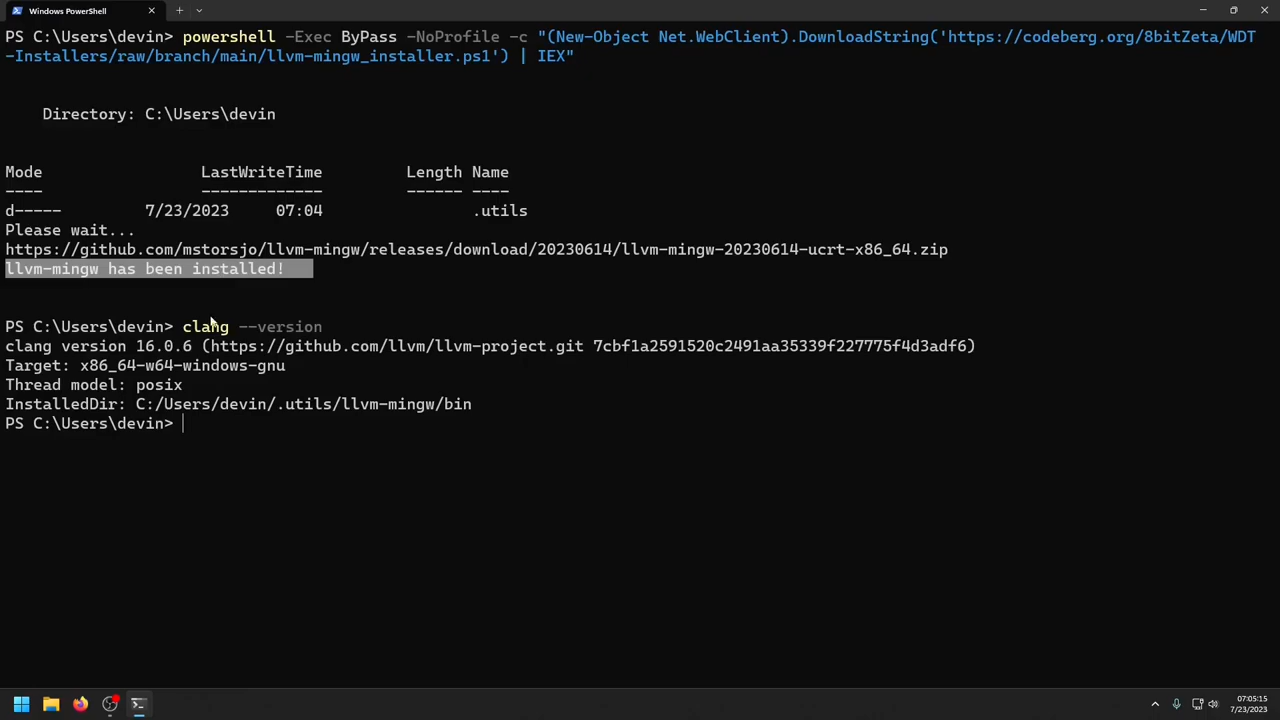 Windows PowerShell
PS C:\Users\devin> powershell -Exec ByPass -NoProfile -c "(New-Object Net.WebClient).DownloadString('https://codeberg.org/8bitZeta/WDT
-Installers/raw/branch/main/llvm-mingw_installer.ps1') | IEX"
Directory: C:\Users\devin
Mode LastWriteTime Length Name
---- ------------- ------ ----
d----- 7/23/2023 07:04 .utils
Please wait...
https://github.com/mstorsjo/llvm-mingw/releases/download/20230614/llvm-mingw-20230614-ucrt-x86_64.zip
llvm-mingw has been installed!
PS C:\Users\devin> clang --version
clang version 16.0.6 (https://github.com/llvm/llvm-project.git 7cbf1a2591520c2491aa35339f227775f4d3adf6)
Target: x86_64-w64-windows-gnu
Thread model: posix
InstalledDir: C:/Users/devin/.utils/llvm-mingw/bin
PS C:\Users\devin>
07:05:15
7/23/2023